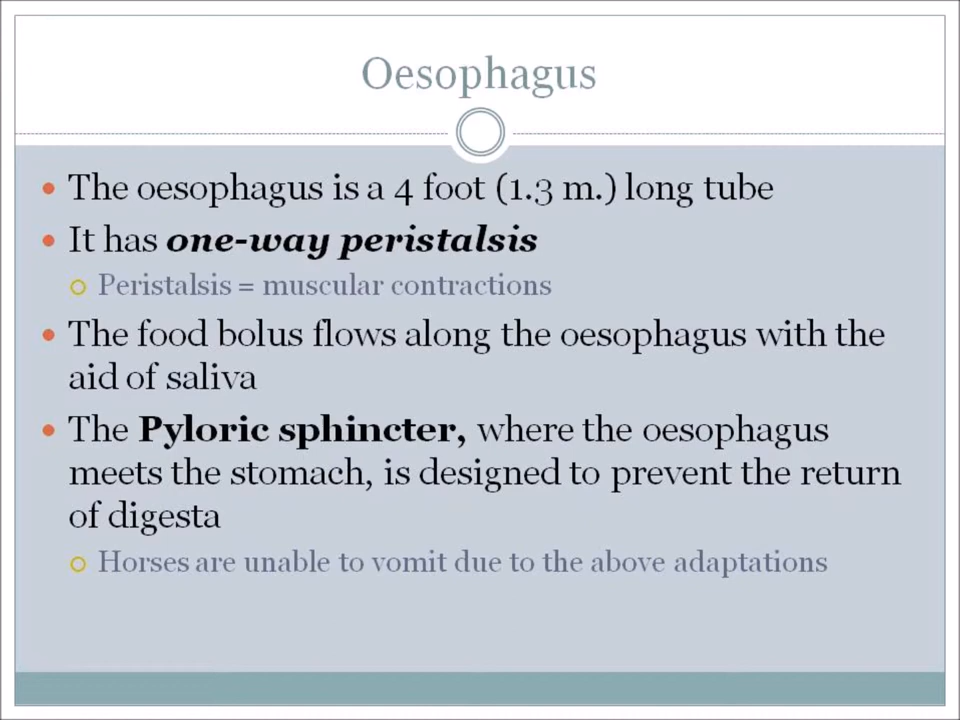 Oesophagus
The oesophagus is a 4 foot (1.3 m.) long tube
It has one-way peristalsis
Peristalsis = muscular contractions
The food bolus flows along the oesophagus with the
aid of saliva
The Pyloric sphincter, where the oesophagus
meets the stomach, is designed to prevent the return
of digesta
Horses are unable to vomit due to the above adaptations